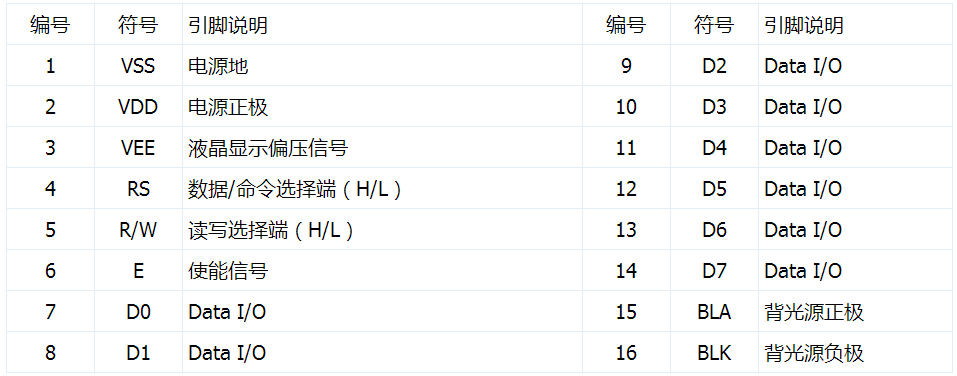 编号 符号 引脚说明 编号 符号 引脚说明
1 VSS 电源地 9 D2 Data I/O
2 VDD 电源正极 10 D3 Data I/O
3 VEE 液晶显示偏压信号 11 D4 Data I/O
4 RS 数据/命令选择端（H/L） 12 D5 Data I/O
5 R/W 读写选择端（H/L） 13 D6 Data I/O
6 E 使能信号 14 D7 Data I/O
7 D0 Data I/O 15 BLA 背光源正极
8 D1 Data I/O 16 BLK 背光源负极